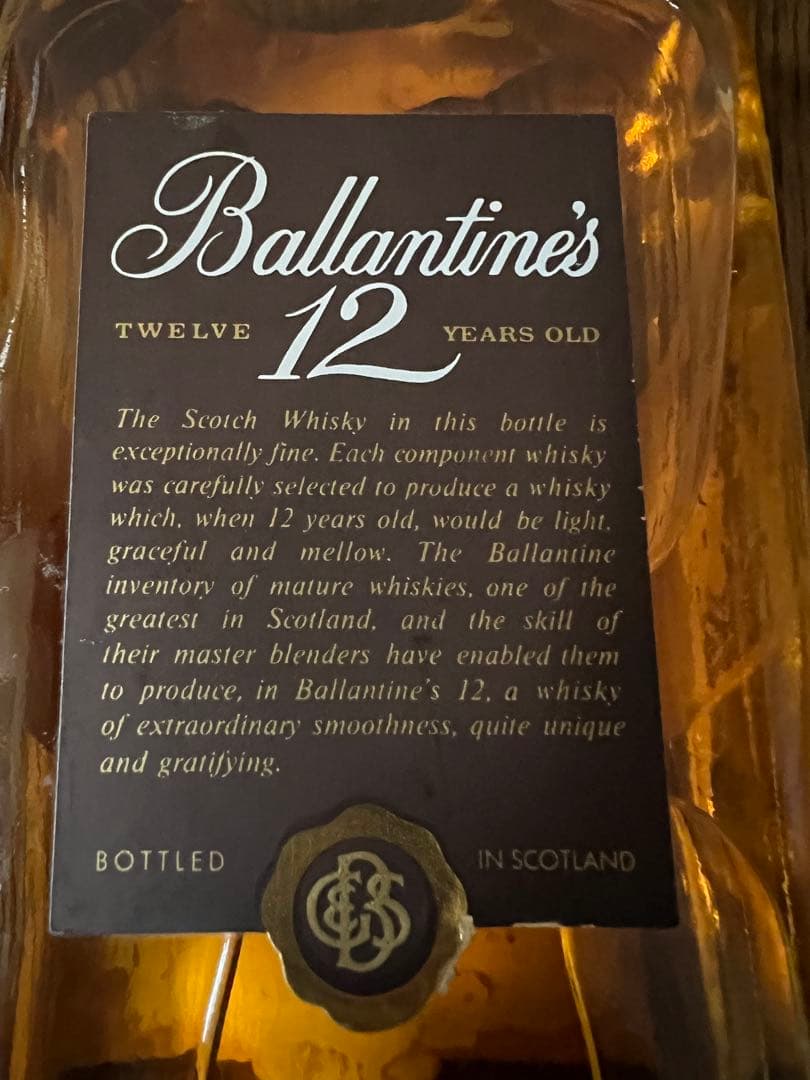 Ballantine's
TWELVE 12 YEARS OLD
The Scotch Whisky in this bottle is
exceptionally fine. Each component whisky
was carefully selected to produce a whisky
which, when 12 years old, would be light,
graceful and mellow. The Ballantine
inventory of mature whiskies, one of the
greatest in Scotland, and the skill of
their master blenders have enabled them
to produce, in Ballantine's 12, a whisky
of extraordinary smoothness, quite unique
and gratifying.
BOTTLED IN SCOTLAND